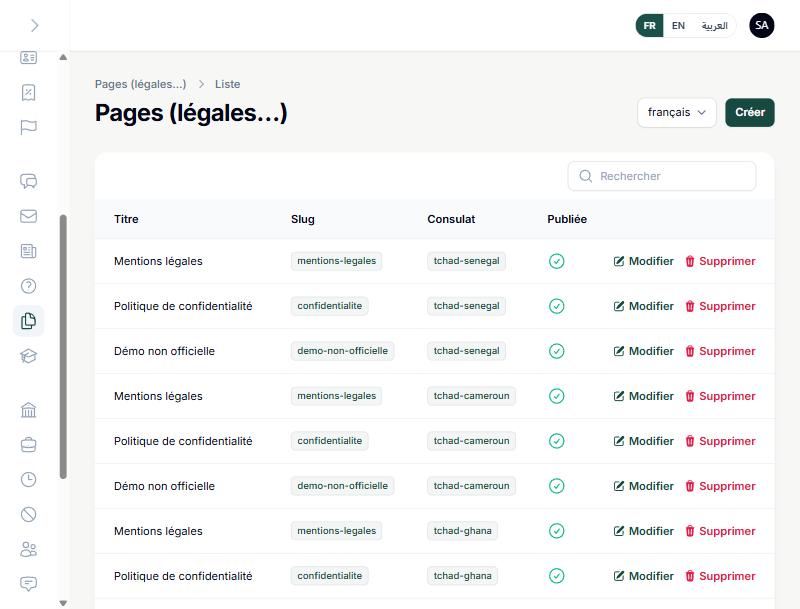 FR EN العربية SA
Pages (légales...) Liste
Pages (légales...)
français Créer
Rechercher
Titre Slug Consulat Publiée
Mentions légales mentions-legales tchad-senegal Modifier Supprimer
Politique de confidentialité confidentialite tchad-senegal Modifier Supprimer
Démo non officielle demo-non-officielle tchad-senegal Modifier Supprimer
Mentions légales mentions-legales tchad-cameroun Modifier Supprimer
Politique de confidentialité confidentialite tchad-cameroun Modifier Supprimer
Démo non officielle demo-non-officielle tchad-cameroun Modifier Supprimer
Mentions légales mentions-legales tchad-ghana Modifier Supprimer
Politique de confidentialité confidentialite tchad-ghana Modifier Supprimer